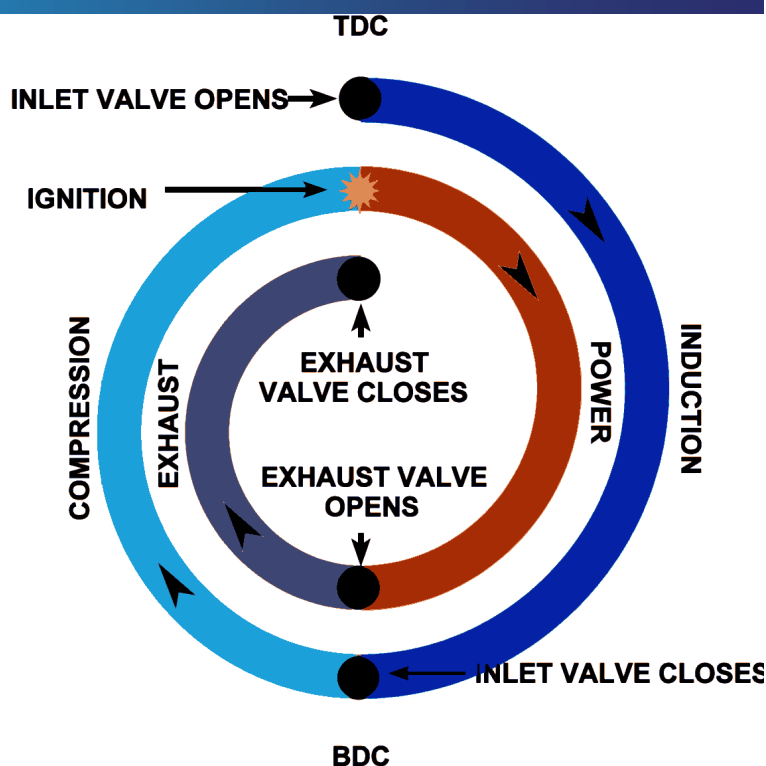 TDC
INLET VALVE OPENS
IGNITION
COMPRESSION
EXHAUST
EXHAUST
VALVE CLOSES
POWER
INDUCTION
EXHAUST VALVE
OPENS
INLET VALVE CLOSES
BDC